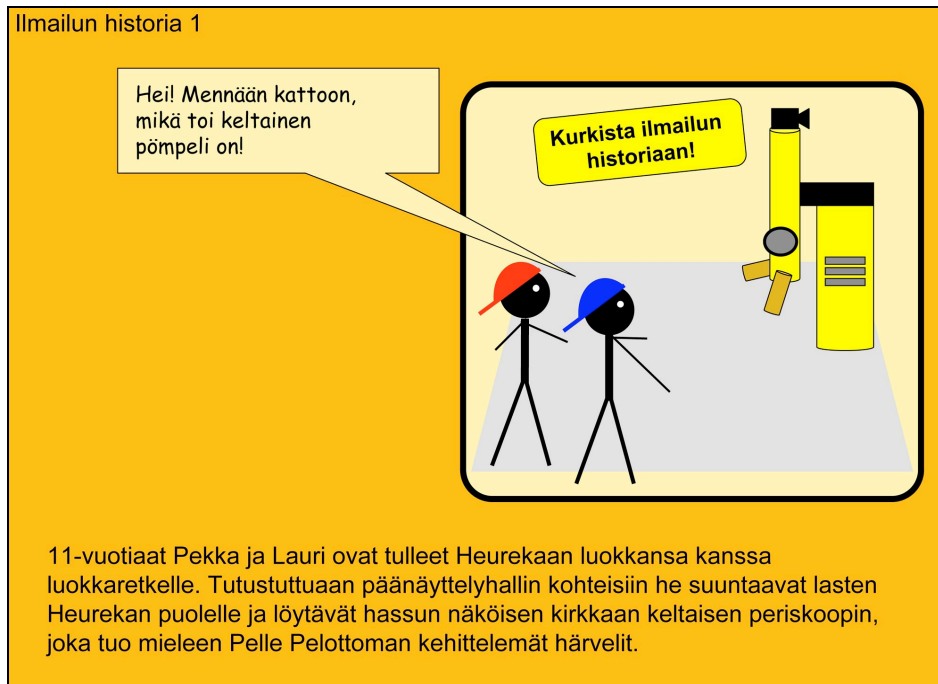 Ilmailun historia 1
Hei! Mennään kattoon,
mikä toi keltainen
pömpeli on!
Kurkista ilmailun
historiaan!
11-vuotiaat Pekka ja Lauri ovat tulleet Heurekaan luokkansa kanssa
luokkaretkelle. Tutustuttuaan päänäyttelyhallin kohteisiin he suuntaavat lasten
Heurekan puolelle ja löytävät hassun näköisen kirkkaan keltaisen periskoopin,
joka tuo mieleen Pelle Pelottoman kehittelemät härvelit.